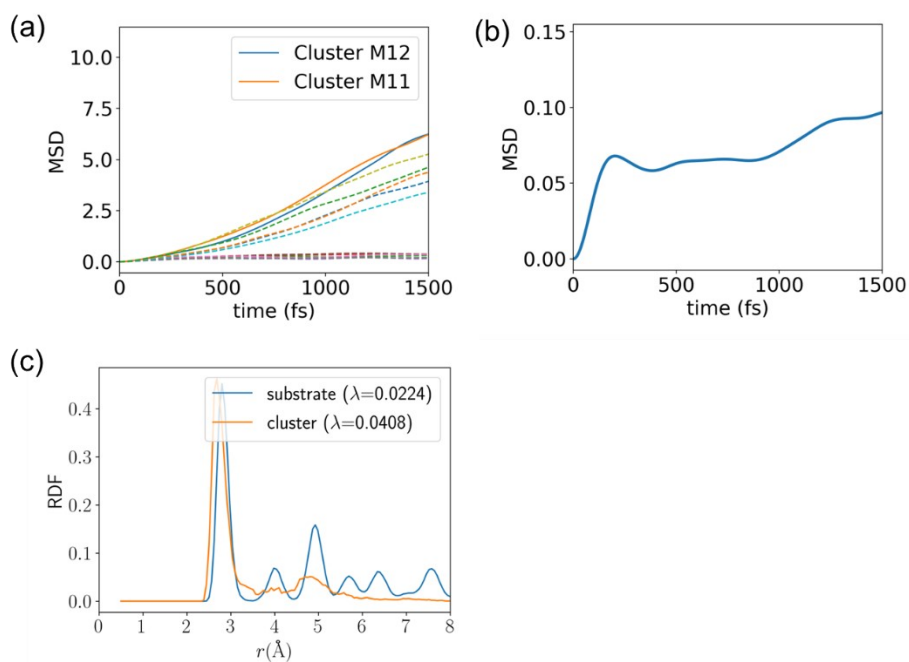 (a)
10.0
7.5
5.0
2.5
0.0
MSD
Cluster M12
Cluster M11
0 500 1000 1500
time (fs)
(b)
0.15
0.10
0.05
0.00
MSD
0 500 1000 1500
time (fs)
(c)
0.4
0.3
0.2
0.1
0.0
RDF
substrate (λ=0.0224)
cluster (λ=0.0408)
0 1 2 3 4 5 6 7 8
r(Å)